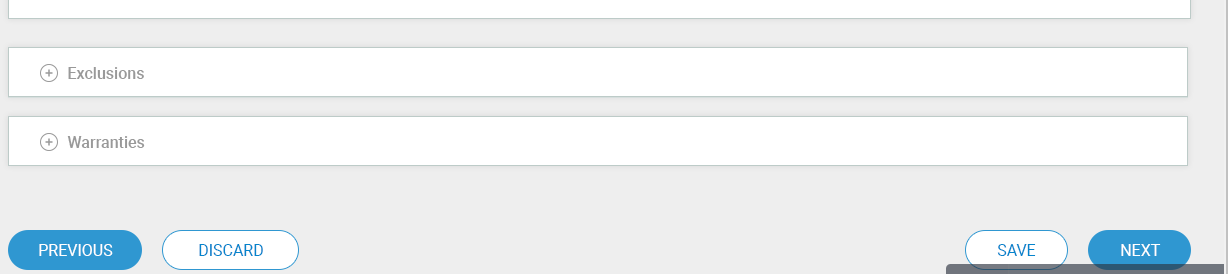 Exclusions
Warranties
PREVIOUS DISCARD SAVE NEXT